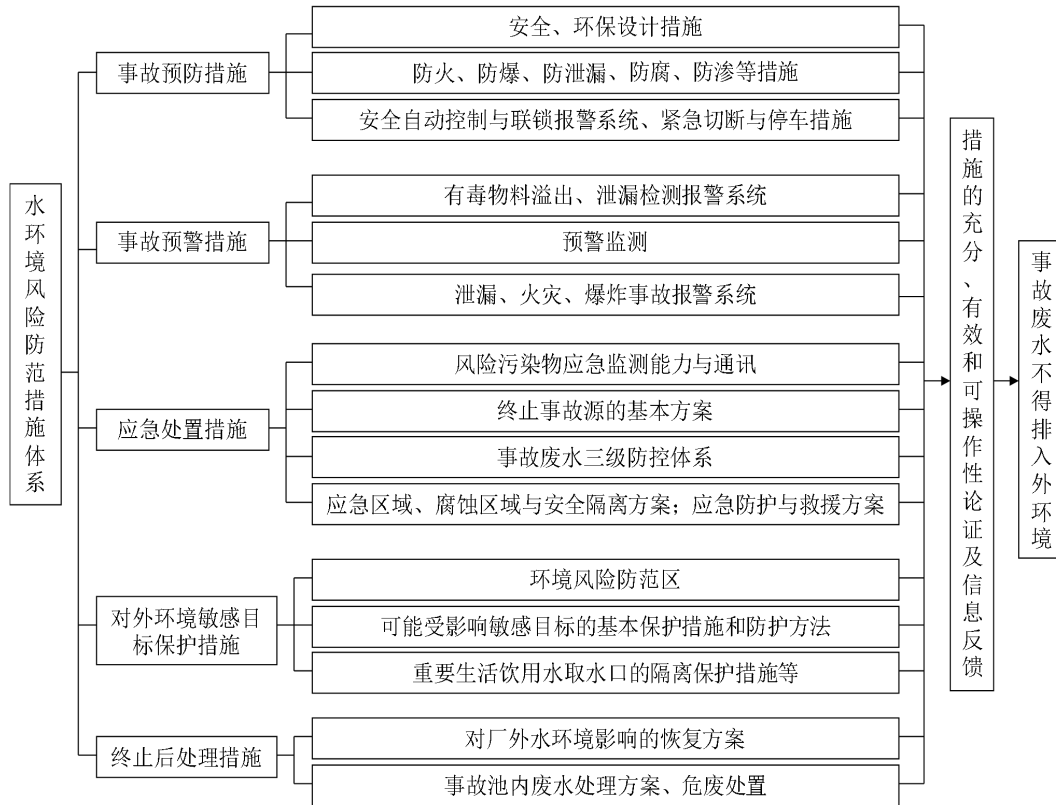 水环境风险防范措施体系
事故预防措施
安全、环保设计措施
防火、防爆、防泄漏、防腐、防渗等措施
安全自动控制与联锁报警系统、紧急切断与停车措施
事故预警措施
有毒物料溢出、泄漏检测报警系统
预警监测
泄漏、火灾、爆炸事故报警系统
应急处置措施
风险污染物应急监测能力与通讯
终止事故源的基本方案
事故废水三级防控体系
应急区域、腐蚀区域与安全隔离方案；应急防护与救援方案
对外环境敏感目
标保护措施
环境风险防范区
可能受影响敏感目标的基本保护措施和防护方法
重要生活饮用水取水口的隔离保护措施等
终止后处理措施
对厂外水环境影响的恢复方案
事故池内废水处理方案、危废处置
措施的充分、有效和可操作性论证及信息反馈
事故废水不得排入外环境